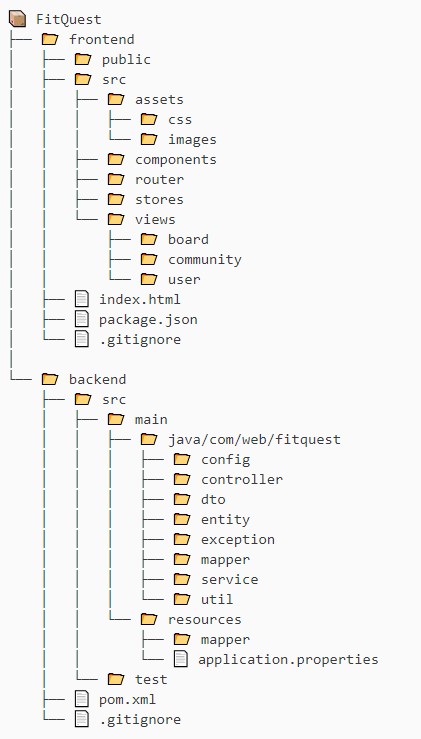 FitQuest
frontend
public
src
assets
css
images
components
router
stores
views
board
community
user
index.html
package.json
.gitignore
backend
src
main
java/com/web/fitquest
config
controller
dto
entity
exception
mapper
service
util
resources
mapper
application.properties
test
pom.xml
.gitignore